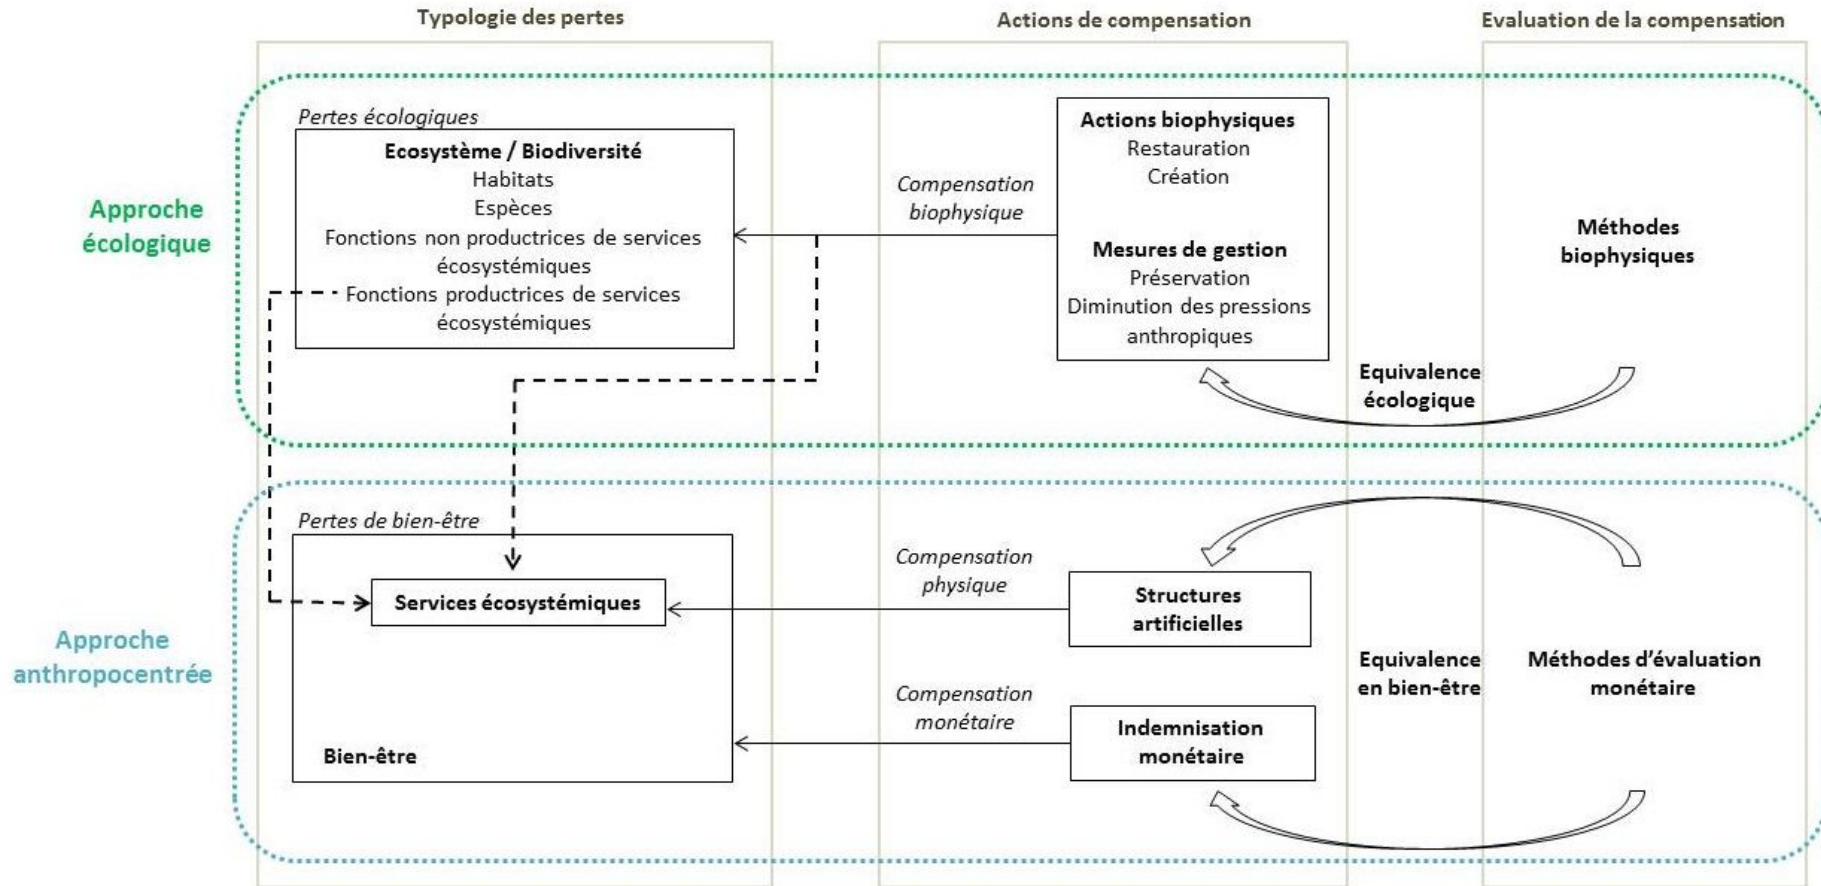 Typologie des pertes
Actions de compensation
Evaluation de la compensation
Approche
écologique
Pertes écologiques
Ecosystème / Biodiversité
Habitats
Espèces
Fonctions non productrices de services
écosystémiques
Fonctions productrices de services
écosystémiques
Compensation
biophysique
Actions biophysiques
Restauration
Création
Mesures de gestion
Préservation
Diminution des pressions
anthropiques
Equivalence
écologique
Méthodes
biophysiques
Approche
anthropocentrée
Pertes de bien-être
Services écosystémiques
Bien-être
Compensation
physique
Structures
artificielles
Compensation
monétaire
Indemnisation
monétaire
Equivalence
en bien-être
Méthodes d'évaluation
monétaire